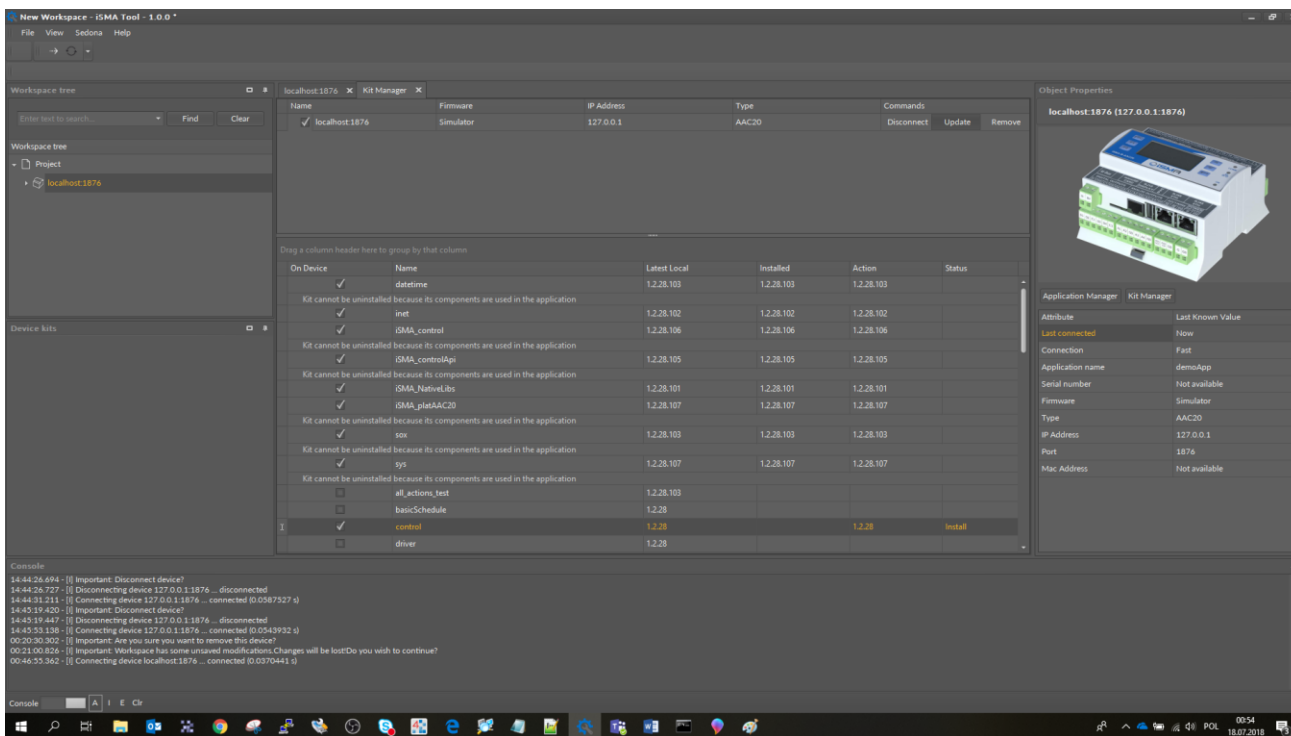 New Workspace - iSMA Tool - 1.0.0 *
File View Sedona Help
Workspace tree
Enter text to search... Find Clear
Workspace tree
Project
localhost:1876
Device kits
localhost:1876 Kit Manager
Name Firmware IP Address Type Commands
localhost:1876 Simulator 127.0.0.1 AAC20 Disconnect Update Remove
Drag a column header here to group by that column
On Device Name Latest Local Installed Action Status
datetime 1.2.28.103 1.2.28.103 1.2.28.103
Kit cannot be uninstalled because its components are used in the application
inet 1.2.28.102 1.2.28.102 1.2.28.102
iSMA_control 1.2.28.106 1.2.28.106 1.2.28.106
Kit cannot be uninstalled because its components are used in the application
iSMA_controlApi 1.2.28.105 1.2.28.105 1.2.28.105
Kit cannot be uninstalled because its components are used in the application
iSMA_NativeLibs 1.2.28.101 1.2.28.101 1.2.28.101
iSMA_platAAC20 1.2.28.107 1.2.28.107 1.2.28.107
Kit cannot be uninstalled because its components are used in the application
sox 1.2.28.103 1.2.28.103 1.2.28.103
Kit cannot be uninstalled because its components are used in the application
sys 1.2.28.107 1.2.28.107 1.2.28.107
Kit cannot be uninstalled because its components are used in the application
all_actions_test 1.2.28.103
basicSchedule 1.2.28
control 1.2.28 1.2.28 Install
driver 1.2.28
Object Properties
localhost:1876 (127.0.0.1:1876)
Application Manager Kit Manager
Attribute Last Known Value
Last connected Now
Connection Fast
Application name demoApp
Serial number Not available
Firmware Simulator
Type AAC20
IP Address 127.0.0.1
Port 1876
Mac Address Not available
Console
14:44:26.694 - [I] Important: Disconnect device?
14:44:26.727 - [I] Disconnecting device 127.0.0.1:1876 ... disconnected
14:44:31.211 - [I] Connecting device 127.0.0.1:1876 ... connected (0.0587527 s)
14:45:19.420 - [I] Important: Disconnect device?
14:45:19.447 - [I] Disconnecting device 127.0.0.1:1876 ... disconnected
14:45:53.138 - [I] Connecting device 127.0.0.1:1876 ... connected (0.0543932 s)
00:20:30.302 - [I] Important: Are you sure you want to remove this device?
00:21:00.826 - [I] Important: Workspace has some unsaved modifications.Changes will be lost!Do you wish to continue?
00:46:55.362 - [I] Connecting device localhost:1876 ... connected (0.0370441 s)
Console A I E Clr
POL 00:54
18.07.2018